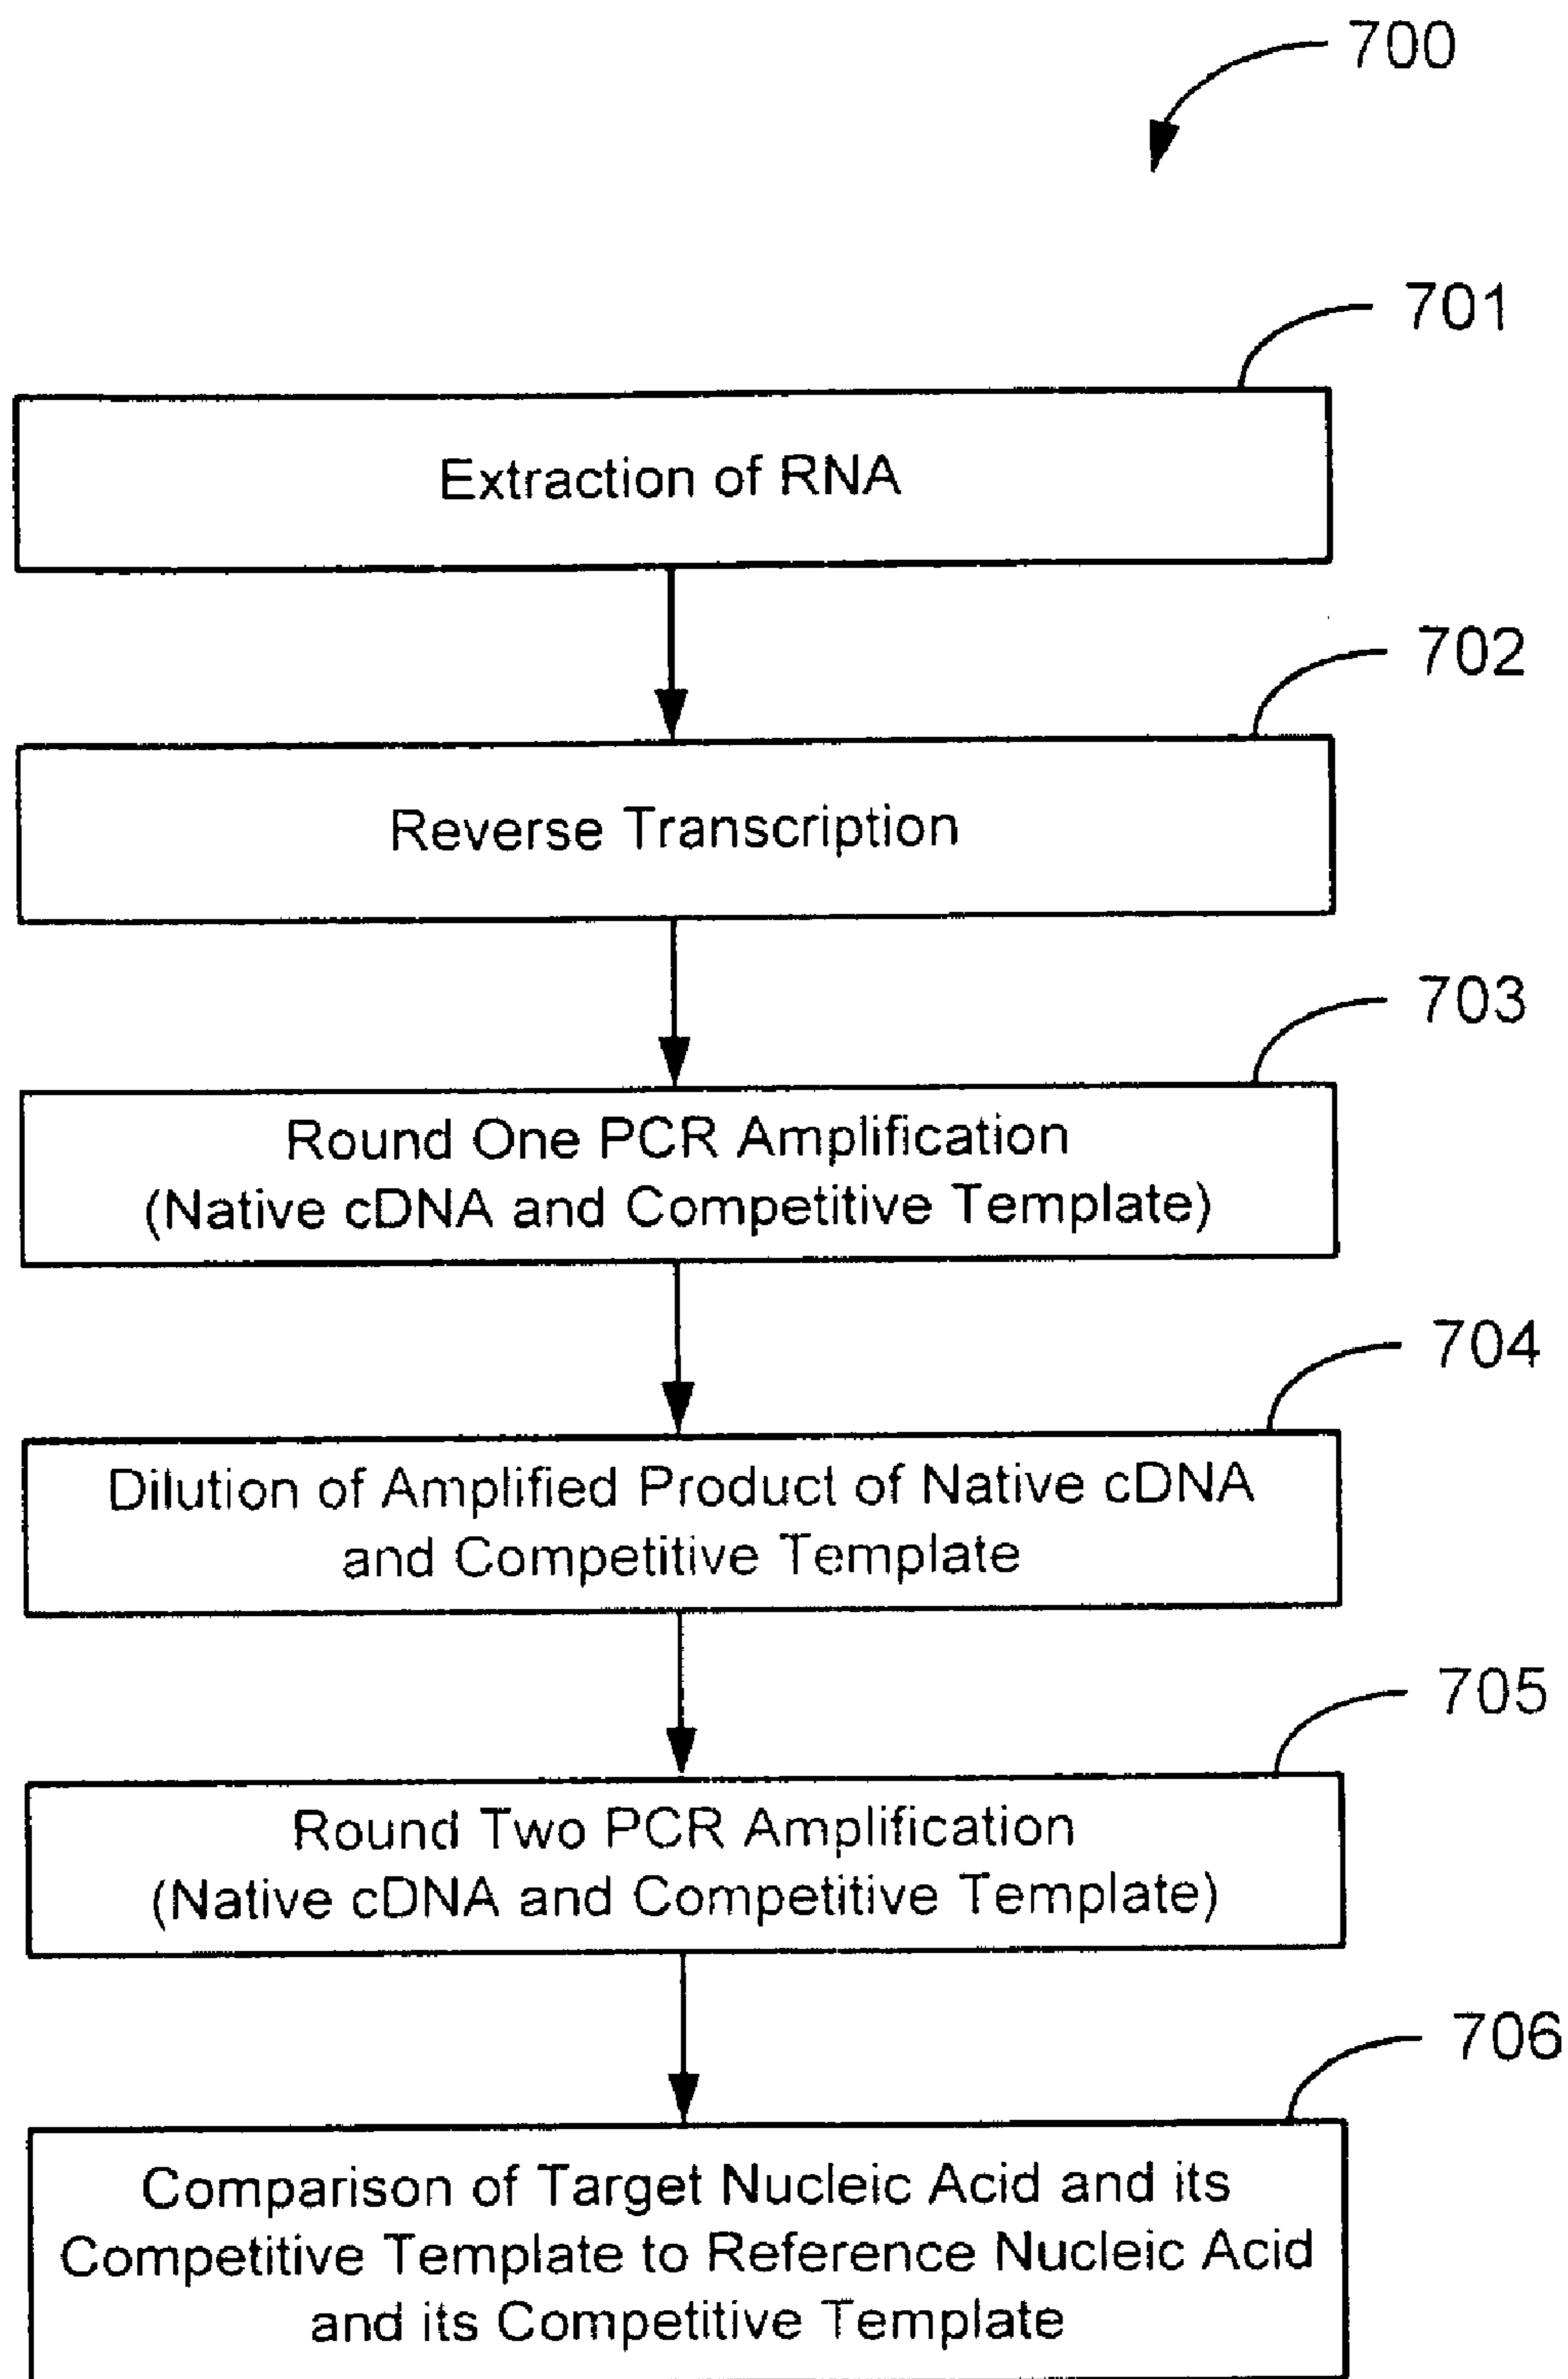 700
701
Extraction of RNA
702
Reverse Transcription
703
Round One PCR Amplification
(Native cDNA and Competitive Template)
704
Dilution of Amplified Product of Native cDNA
and Competitive Template
705
Round Two PCR Amplification
(Native cDNA and Competitive Template)
706
Comparison of Target Nucleic Acid and its
Competitive Template to Reference Nucleic Acid
and its Competitive Template